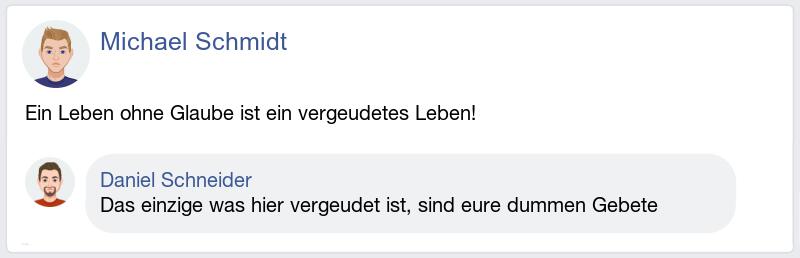 Michael Schmidt
Ein Leben ohne Glaube ist ein vergeudetes Leben!
Daniel Schneider
Das einzige was hier vergeudet ist, sind eure dummen Gebete